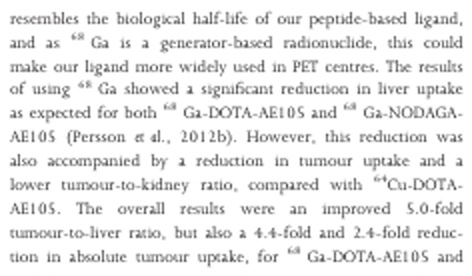 resembles the biological half-life of our peptide-based ligand,
and as ⁶⁸ Ga is a generator-based radionuclide, this could
make our ligand more widely used in PET centres. The results
of using ⁶⁸ Ga showed a significant reduction in liver uptake
as expected for both ⁶⁸ Ga-DOTA-AE105 and ⁶⁸ Ga-NODAGA-
AE105 (Persson et al., 2012b). However, this reduction was
also accompanied by a reduction in tumour uptake and a
lower tumour-to-kidney ratio, compared with ⁶⁴Cu-DOTA-
AE105. The overall results were an improved 5.0-fold
tumour-to-liver ratio, but also a 4.4-fold and 2.4-fold reduc-
tion in absolute tumour uptake, for ⁶⁸ Ga-DOTA-AE105 and